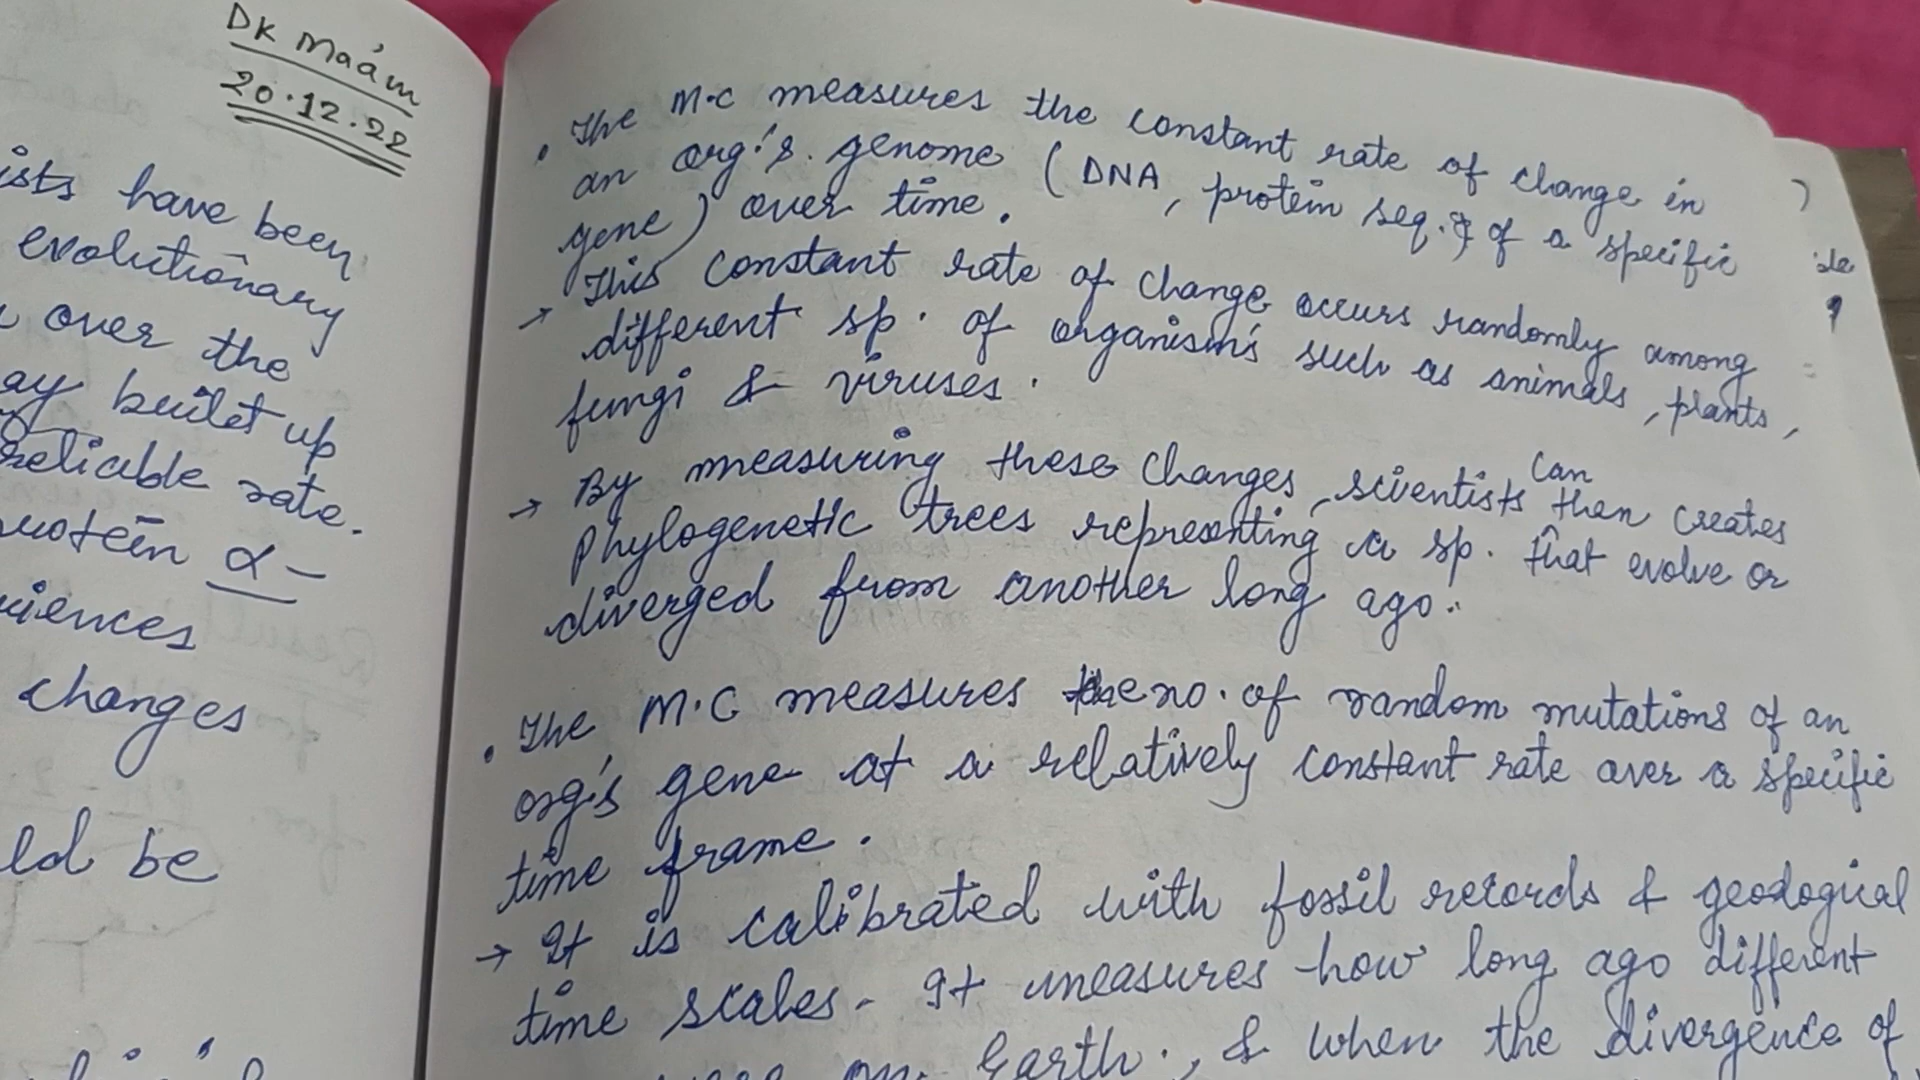 DK Maám
20.12.22
ists have been
evolutionary
over the
ay builet up
reliable rate.
protein α-
changes
ld be
• The M.C measures the constant rate of change in
an org's. genome (DNA, protein seq. of a specific
gene) over time.
→ This constant rate of change occurs randomly among
different sp. of organisms such as animals, plants,
fungi & viruses.
→ By measuring these changes, scientists can then creates
phylogenetic trees representing a sp. that evolve or
diverged from another long ago.
• The M.C measures the no. of random mutations of an
org's gene at a relatively constant rate over a specific
time frame.
→ It is calibrated with fossil records & geodogical
time scales. It measures how long ago different
on Earth., & when the divergence of